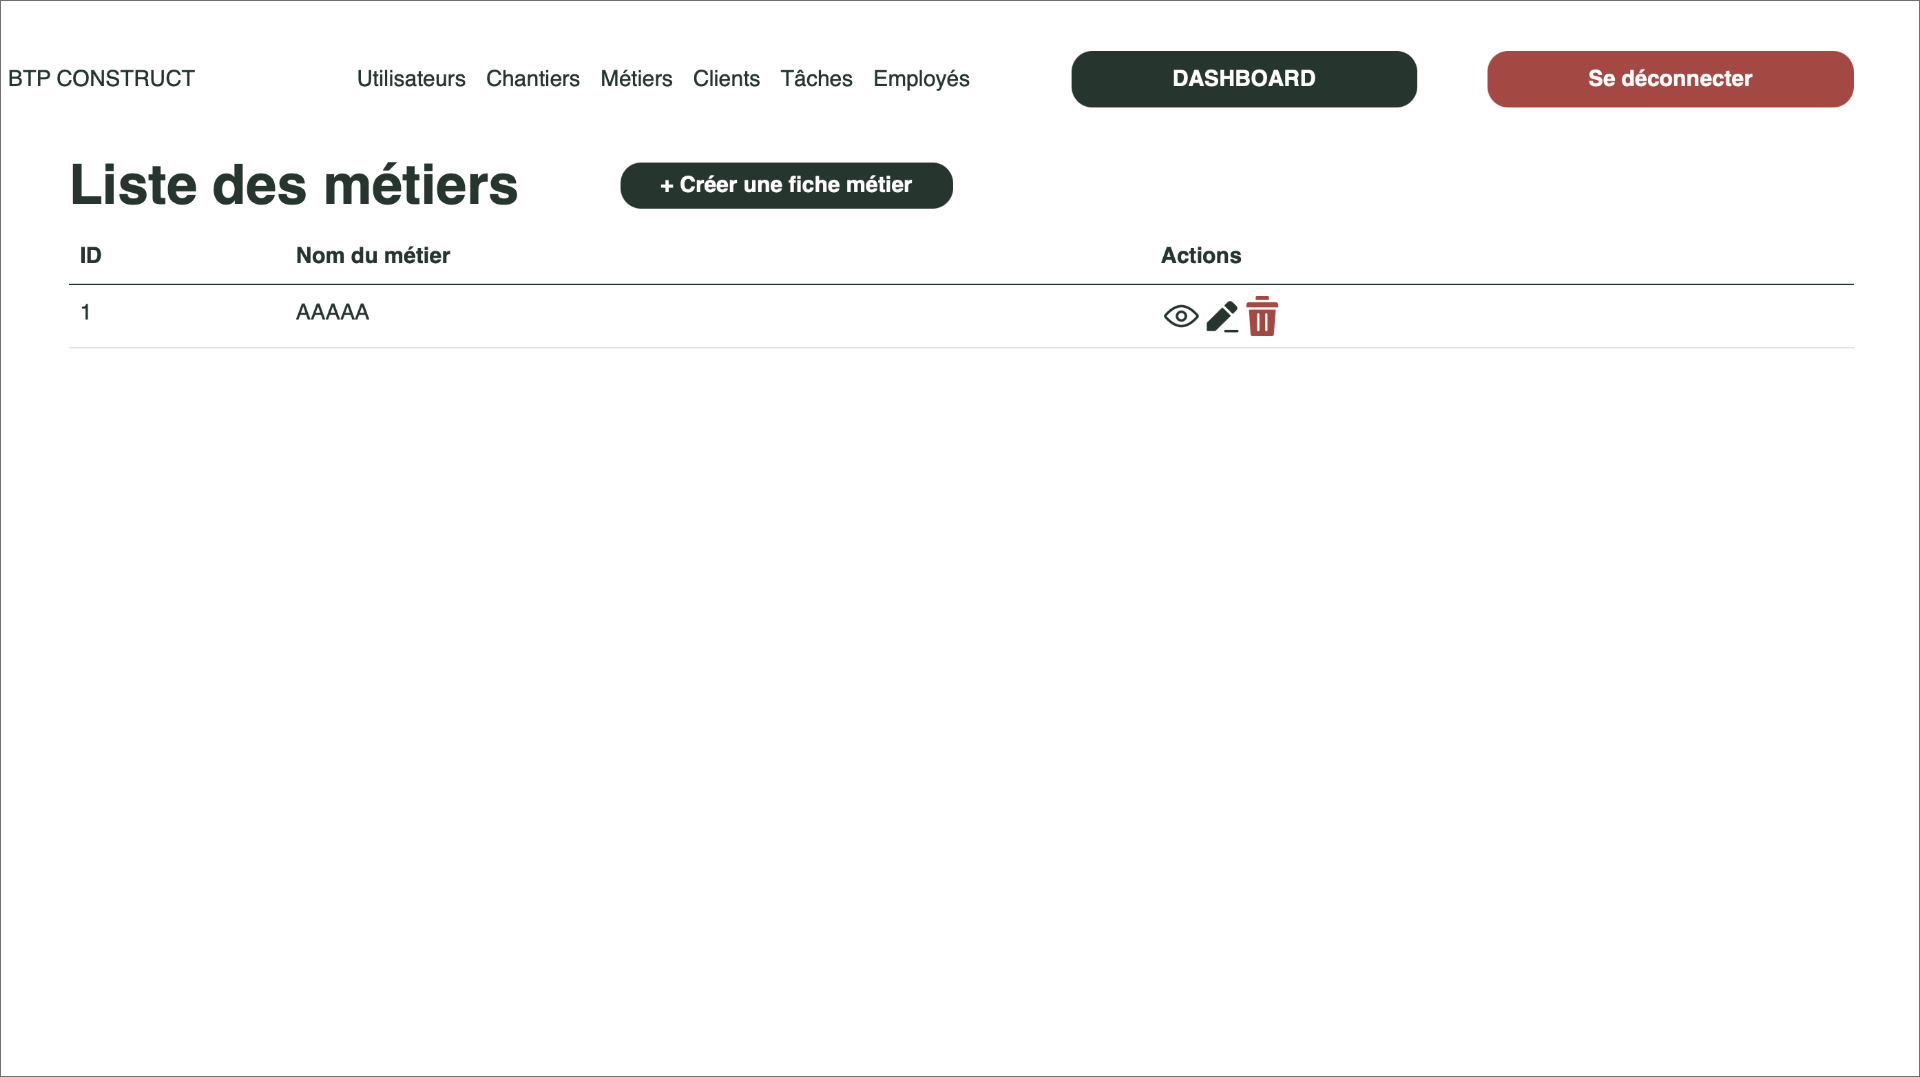 BTP CONSTRUCT Utilisateurs Chantiers Métiers Clients Tâches Employés DASHBOARD Se déconnecter
Liste des métiers + Créer une fiche métier
ID Nom du métier Actions
1 AAAAA